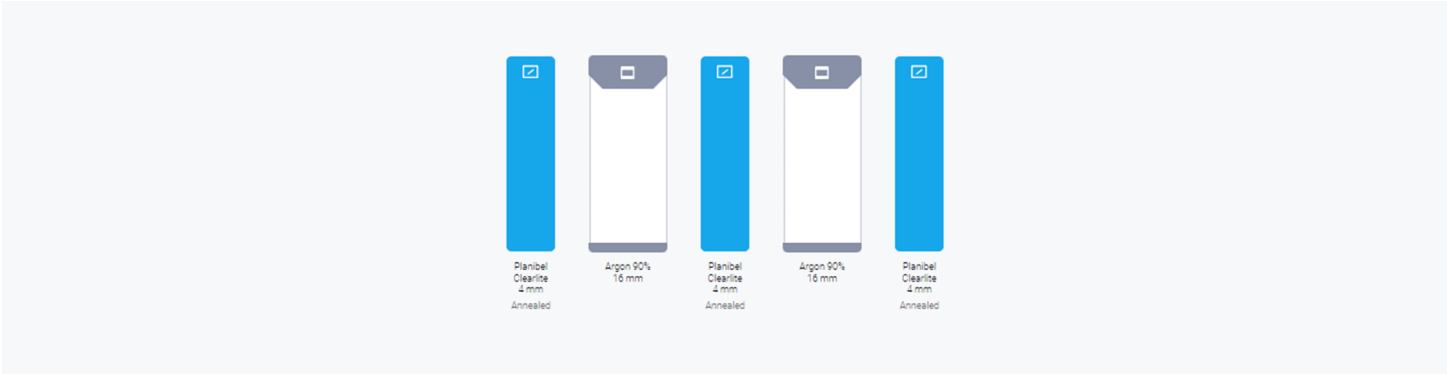 Planibel
Clearlite
4 mm
Annealed
Argon 90%
16 mm
Planibel
Clearlite
4 mm
Annealed
Argon 90%
16 mm
Planibel
Clearlite
4 mm
Annealed